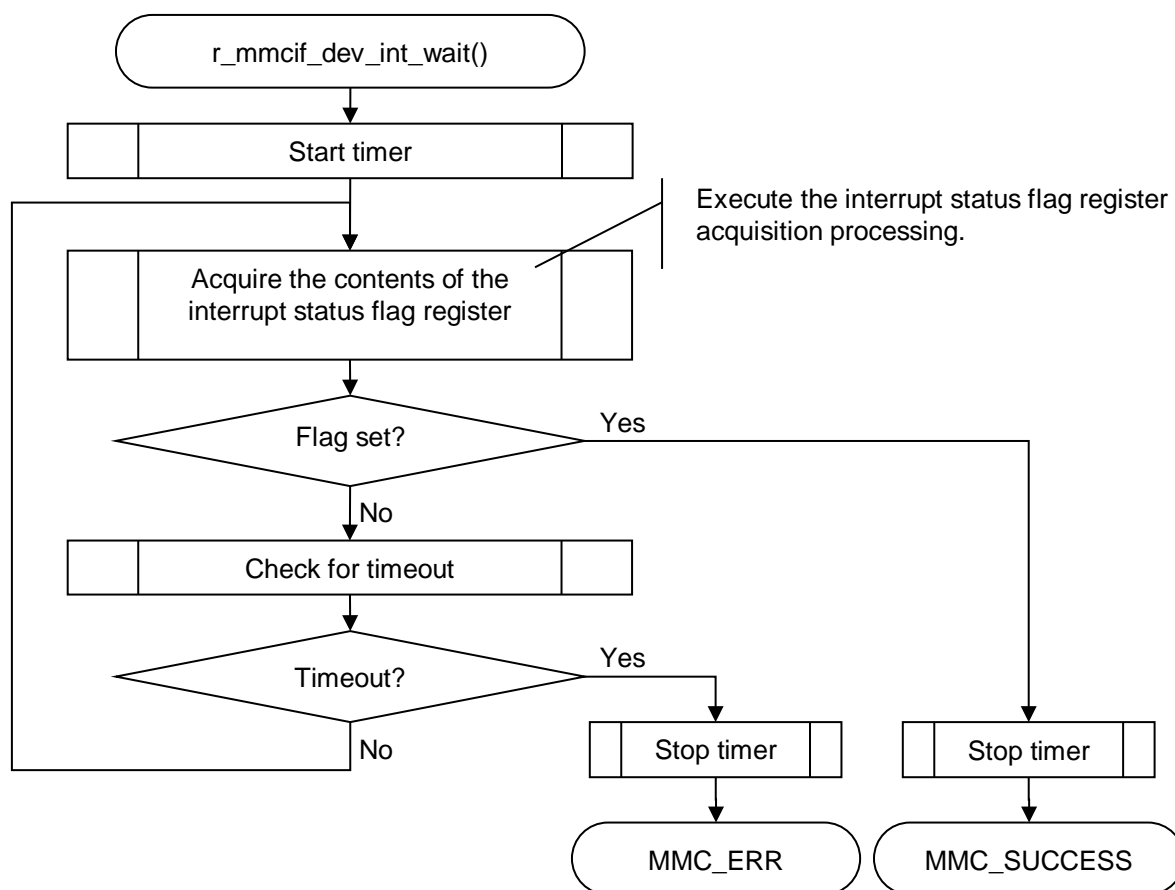 r_mmcif_dev_int_wait()
Start timer
Execute the interrupt status flag register
acquisition processing.
Acquire the contents of the
interrupt status flag register
Flag set?
Yes
No
Check for timeout
Timeout?
Yes
No
Stop timer
Stop timer
MMC_ERR
MMC_SUCCESS